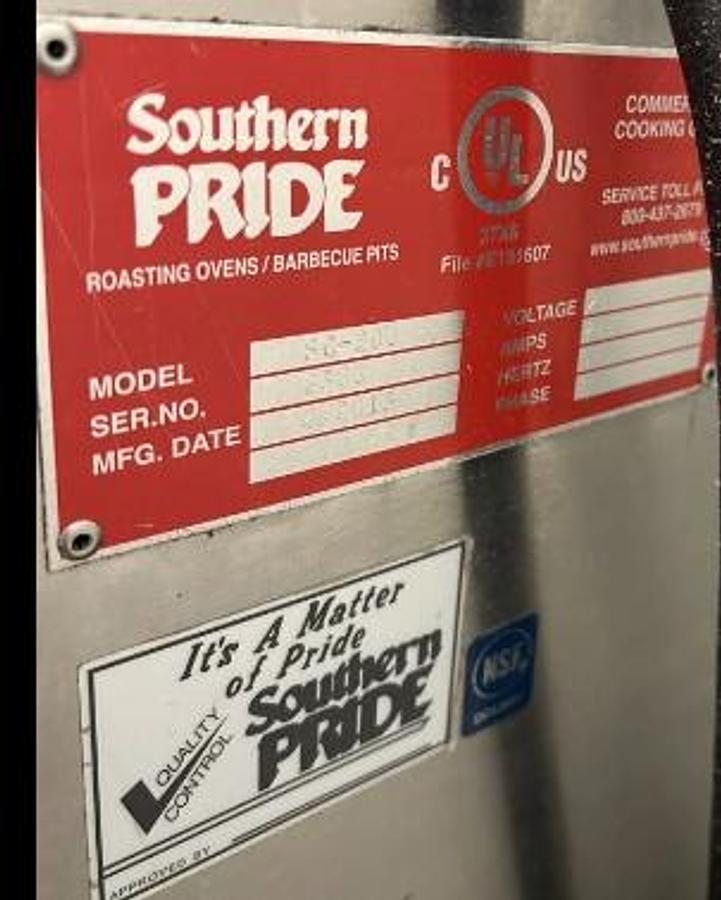 Southern
PRIDE
ROASTING OVENS / BARBECUE PITS
C UL US
COMMER
COOKING
SERVICE TOLL
www.southernpride
MODEL
SER.NO.
MFG. DATE
VOLTAGE
AMPS
HERTZ
PHASE
It's A Matter
of Pride
Southern
PRIDE
QUALITY
CONTROL
APPROVED BY
NSF